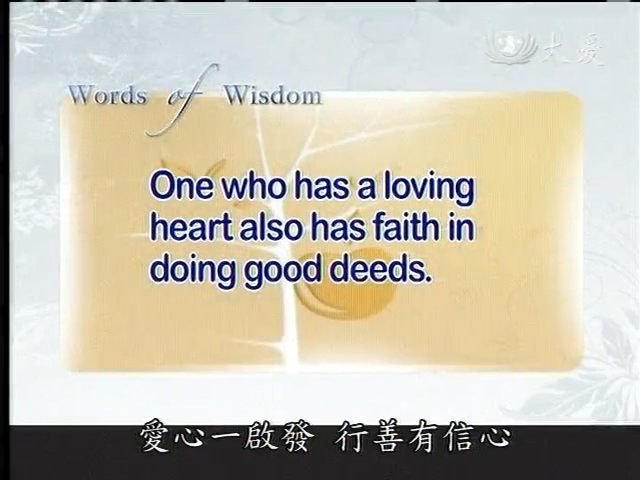 大愛
Words of Wisdom
One who has a loving
heart also has faith in
doing good deeds.
愛心一啟發 行善有信心